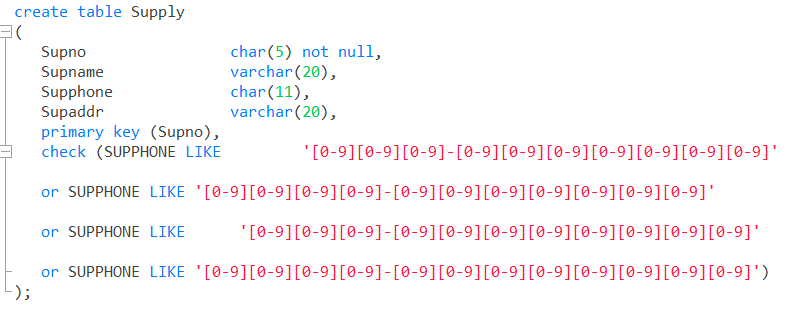 create table Supply
(
Supno char(5) not null,
Supname varchar(20),
Supphone char(11),
Supaddr varchar(20),
primary key (Supno),
check (SUPPHONE LIKE '[0-9][0-9][0-9]-[0-9][0-9][0-9][0-9][0-9][0-9][0-9]'
or SUPPHONE LIKE '[0-9][0-9][0-9][0-9]-[0-9][0-9][0-9][0-9][0-9][0-9][0-9]'
or SUPPHONE LIKE '[0-9][0-9][0-9]-[0-9][0-9][0-9][0-9][0-9][0-9][0-9][0-9]'
or SUPPHONE LIKE '[0-9][0-9][0-9][0-9]-[0-9][0-9][0-9][0-9][0-9][0-9][0-9][0-9]')
);